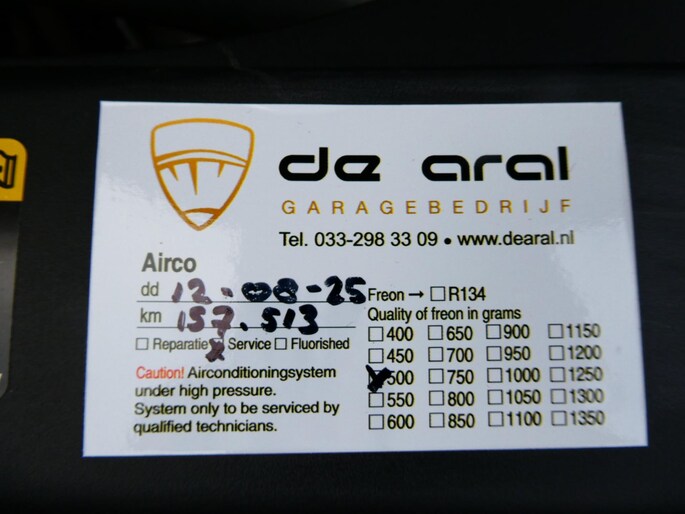 de aral
GARAGEBEDRIJF
Tel. 033-298 33 09 • www.dearal.nl
Airco
dd 12-08-25
km 157.513
Reparatie Service Fluorished
Caution! Airconditioningsystem
under high pressure.
System only to be serviced by
qualified technicians.
Freon → R134
Quality of freon in grams
400 650 900 1150
450 700 950 1200
500 750 1000 1250
550 800 1050 1300
600 850 1100 1350